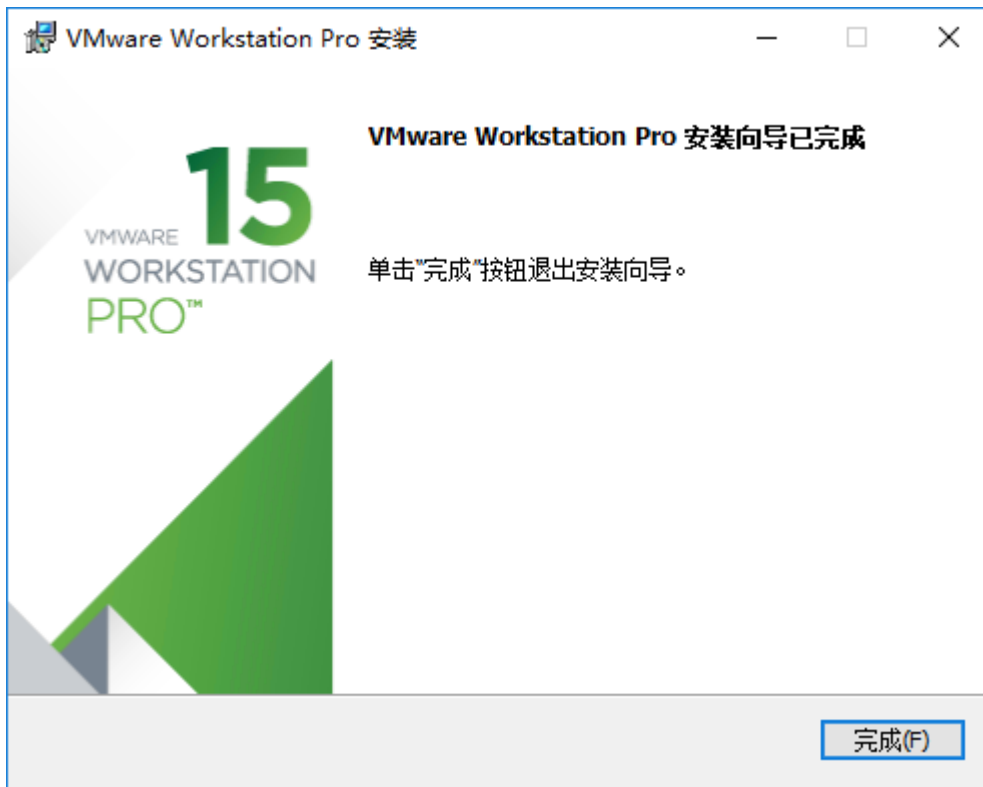 VMware Workstation Pro 安装
VMware Workstation Pro 安装向导已完成
15
VMWARE
WORKSTATION
PRO™
单击"完成"按钮退出安装向导。
完成(F)